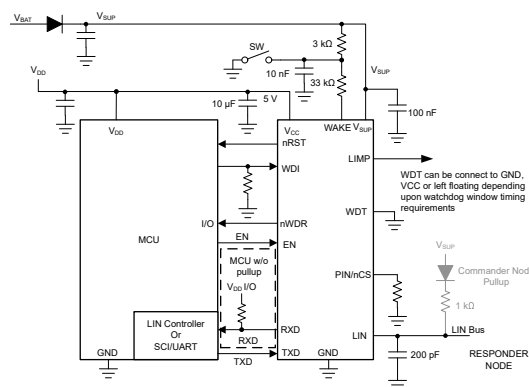 VBAT
VSUP
SW
3 kΩ
10 nF
33 kΩ
VSUP
VDD
10 µF
5 V
100 nF
VDD
VCC
WAKE
VSUP
nRST
LIMP
WDI
WDT can be connect to GND,
VCC or left floating depending
upon watchdog window timing
requirements
I/O
nWDR
WDT
EN
EN
MCU
MCU w/o
pullup
VDD I/O
PIN/nCS
VSUP
Commander Nod
Pullup
1 kΩ
LIN Controller
Or
SCI/UART
RXD
RXD
LIN
LIN Bus
GND
TXD
TXD
GND
200 pF
RESPONDER
NODE